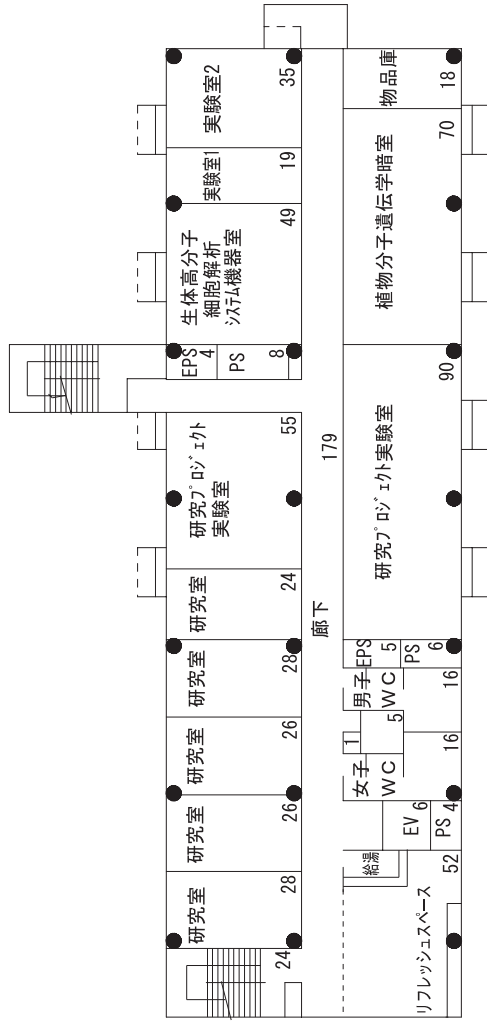 研究室
28
研究室
26
研究室
26
研究室
28
研究室
24
研究プロジェクト
実験室
55
EPS
4
PS
8
生体高分子
細胞解析
システム機器室
49
実験室1
19
実験室2
35
24
廊下
179
リフレッシュスペース
52
給湯
EV
6
PS
4
女子
WC
16
1
5
男子
WC
16
EPS
5
PS
6
研究プロジェクト実験室
90
植物分子遺伝学暗室
70
物品庫
18